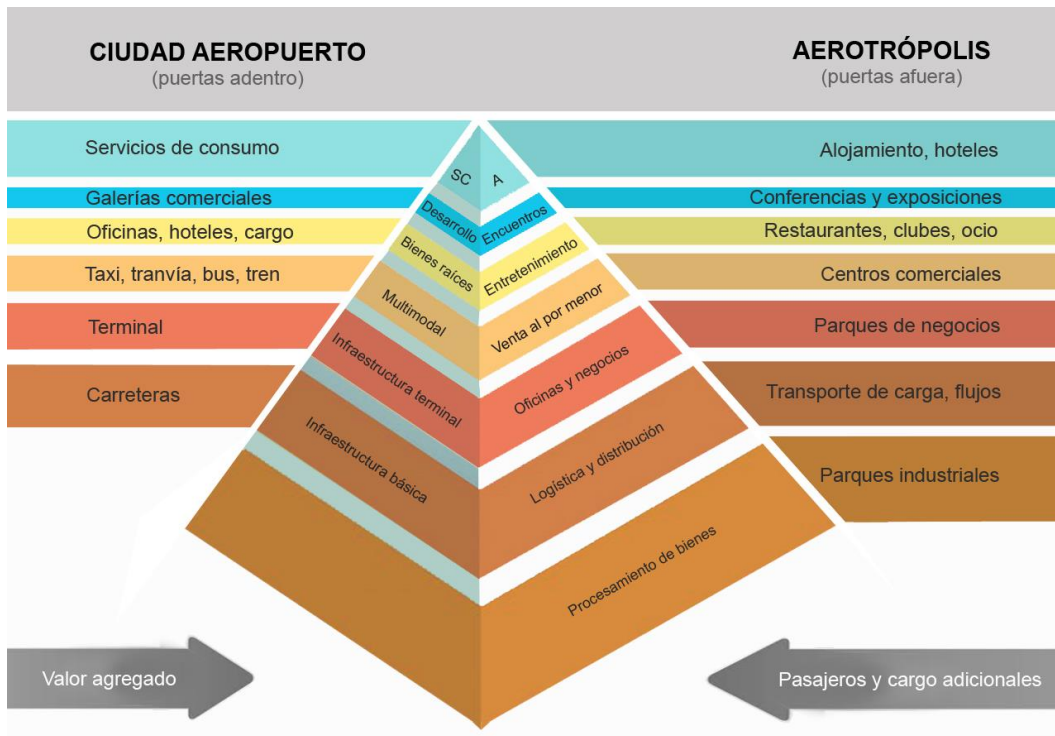 CIUDAD AEROPUERTO
(puertas adentro)
AEROTRÓPOLIS
(puertas afuera)
Servicios de consumo
Galerías comerciales
Oficinas, hoteles, cargo
Taxi, tranvía, bus, tren
Terminal
Carreteras
SC
A
Desarrollo
Encuentros
Bienes raíces
Entretenimiento
Multimodal
Venta al por menor
Infraestructura terminal
Oficinas y negocios
Infraestructura básica
Logística y distribución
Procesamiento de bienes
Alojamiento, hoteles
Conferencias y exposiciones
Restaurantes, clubes, ocio
Centros comerciales
Parques de negocios
Transporte de carga, flujos
Parques industriales
Valor agregado
Pasajeros y cargo adicionales